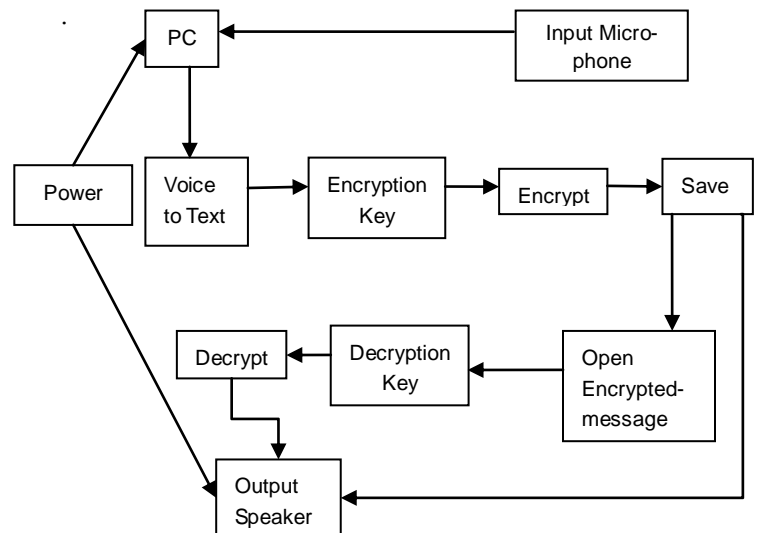 PC
Input Micro-
phone
Power
Voice
to Text
Encryption
Key
Encrypt
Save
Decrypt
Decryption
Key
Open
Encrypted-
message
Output
Speaker